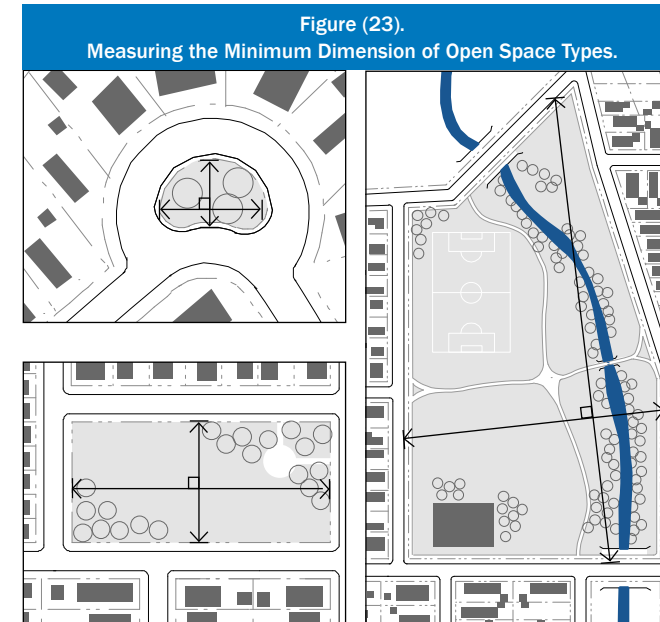 Figure (23).
Measuring the Minimum Dimension of Open Space Types.